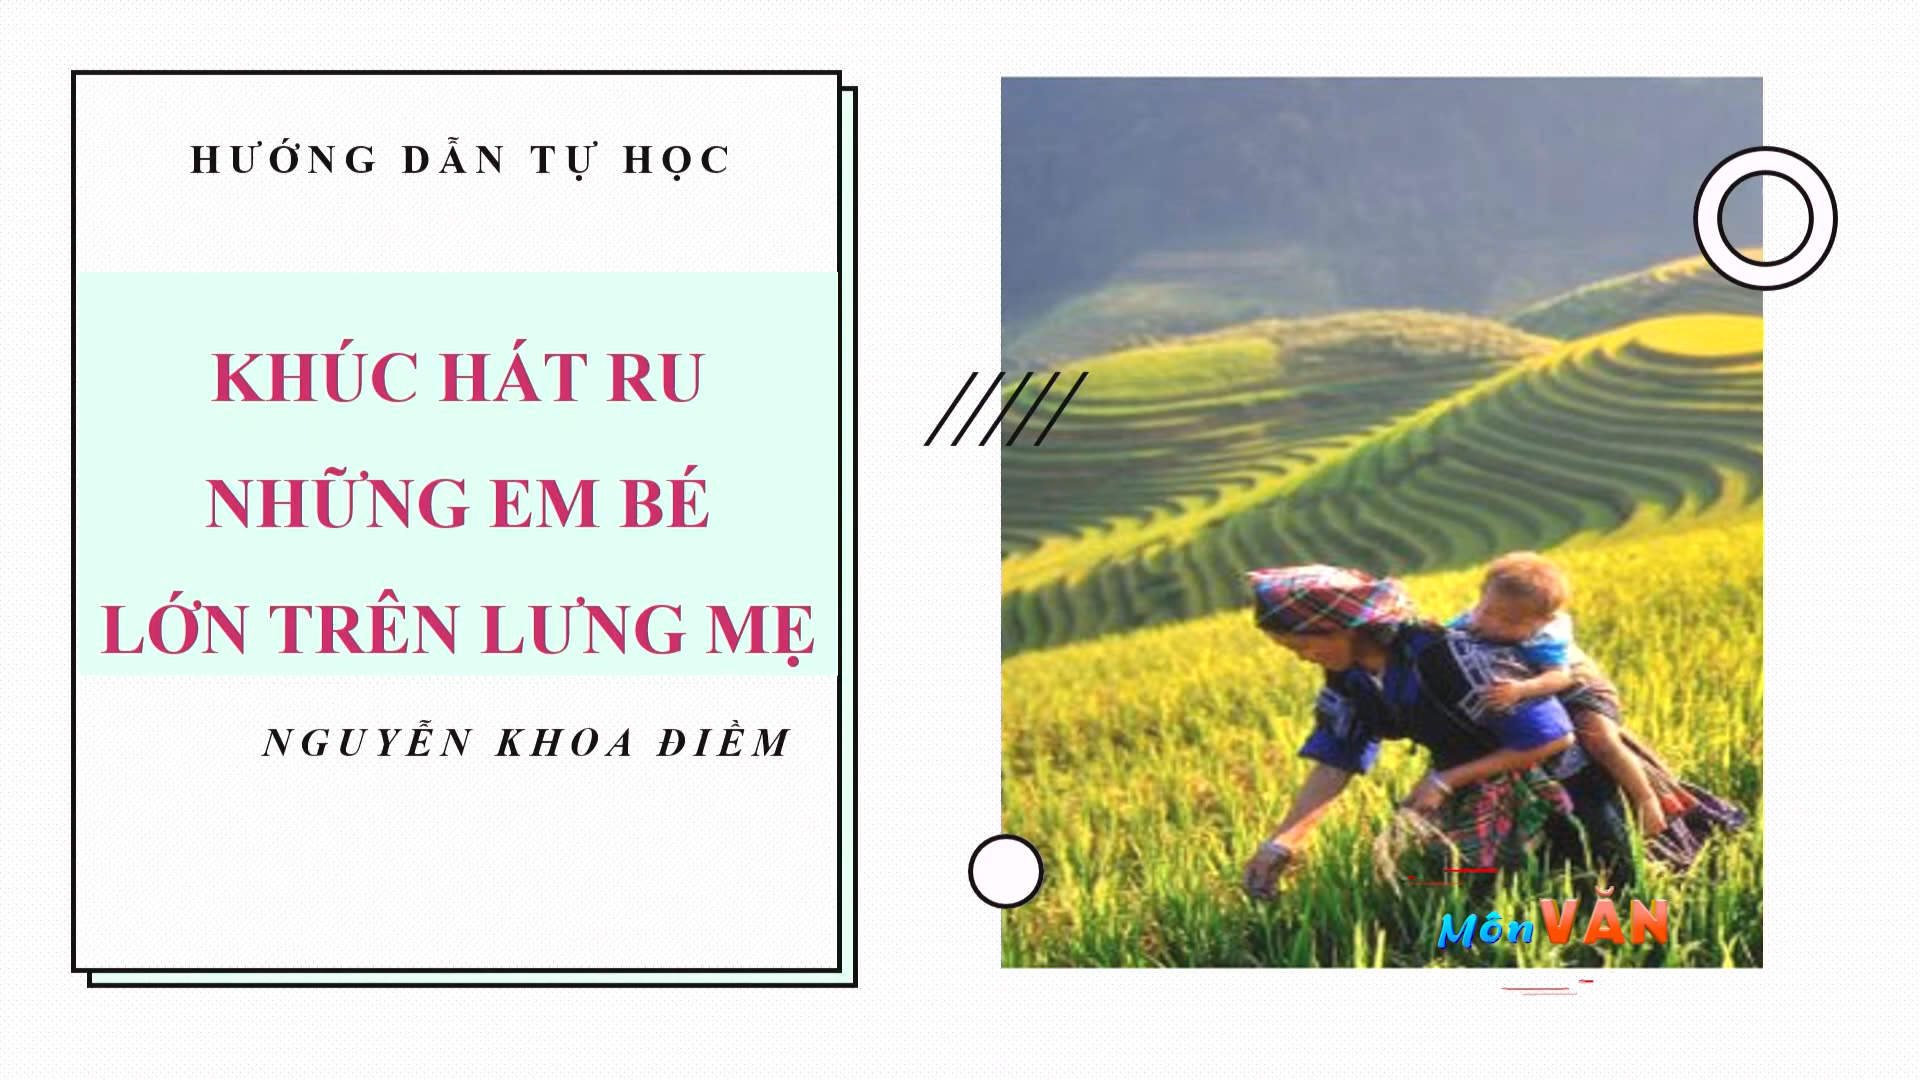 HƯỚNG DẪN TỰ HỌC
KHÚC HÁT RU
NHỮNG EM BÉ
LỚN TRÊN LƯNG MẸ
NGUYỄN KHOA ĐIỀM
Môn VĂN